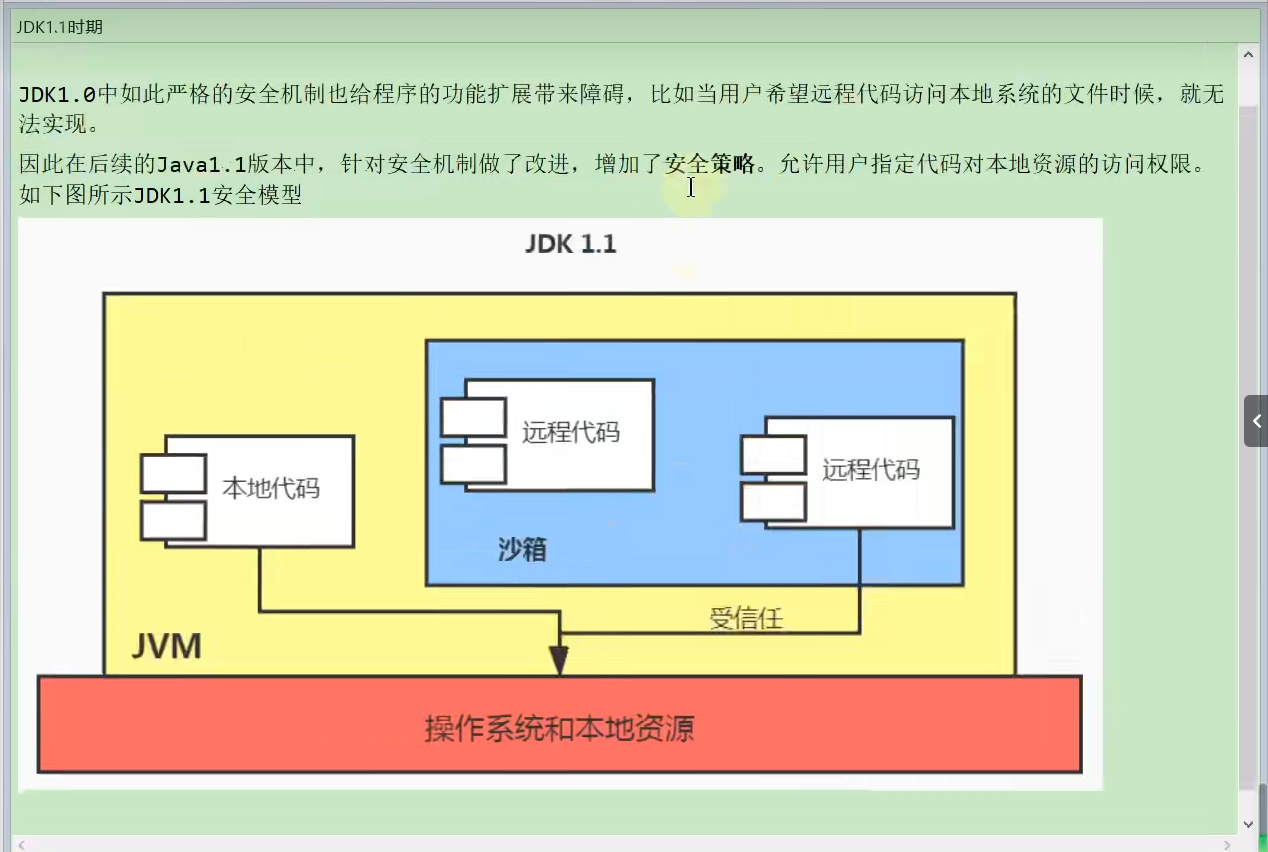 JDK1.1时期
JDK1.0中如此严格的安全机制也给程序的功能扩展带来障碍，比如当用户希望远程代码访问本地系统的文件时候，就无
法实现。
因此在后续的Java1.1版本中，针对安全机制做了改进，增加了安全策略。允许用户指定代码对本地资源的访问权限。
如下图所示JDK1.1安全模型
JDK 1.1
远程代码
远程代码
本地代码
沙箱
受信任
JVM
操作系统和本地资源